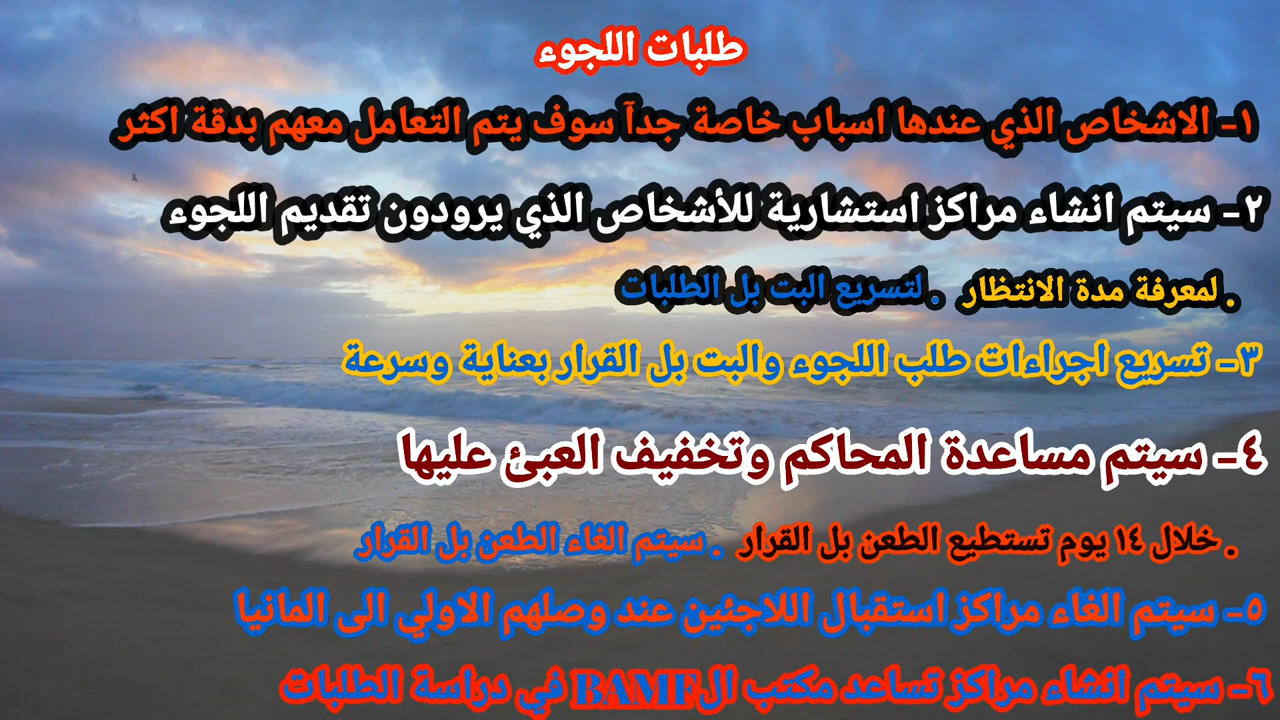 طلبات اللجوء
١- الاشخاص الذي عندها اسباب خاصة جدآ سوف يتم التعامل معهم بدقة اكثر
٢- سيتم انشاء مراكز استشارية للأشخاص الذي يرودون تقديم اللجوء
. لمعرفة مدة الانتظار . لتسريع البت بل الطلبات
٣- تسريع اجراءات طلب اللجوء والبت بل القرار بعناية وسرعة
٤- سيتم مساعدة المحاكم وتخفيف العبئ عليها
. خلال ١٤ يوم تستطيع الطعن بل القرار . سيتم الغاء الطعن بل القرار
٥- سيتم الغاء مراكز استقبال اللاجئين عند وصلهم الاولي الى المانيا
٦- سيتم انشاء مراكز تساعد مكتب الBAMF في دراسة الطلبات